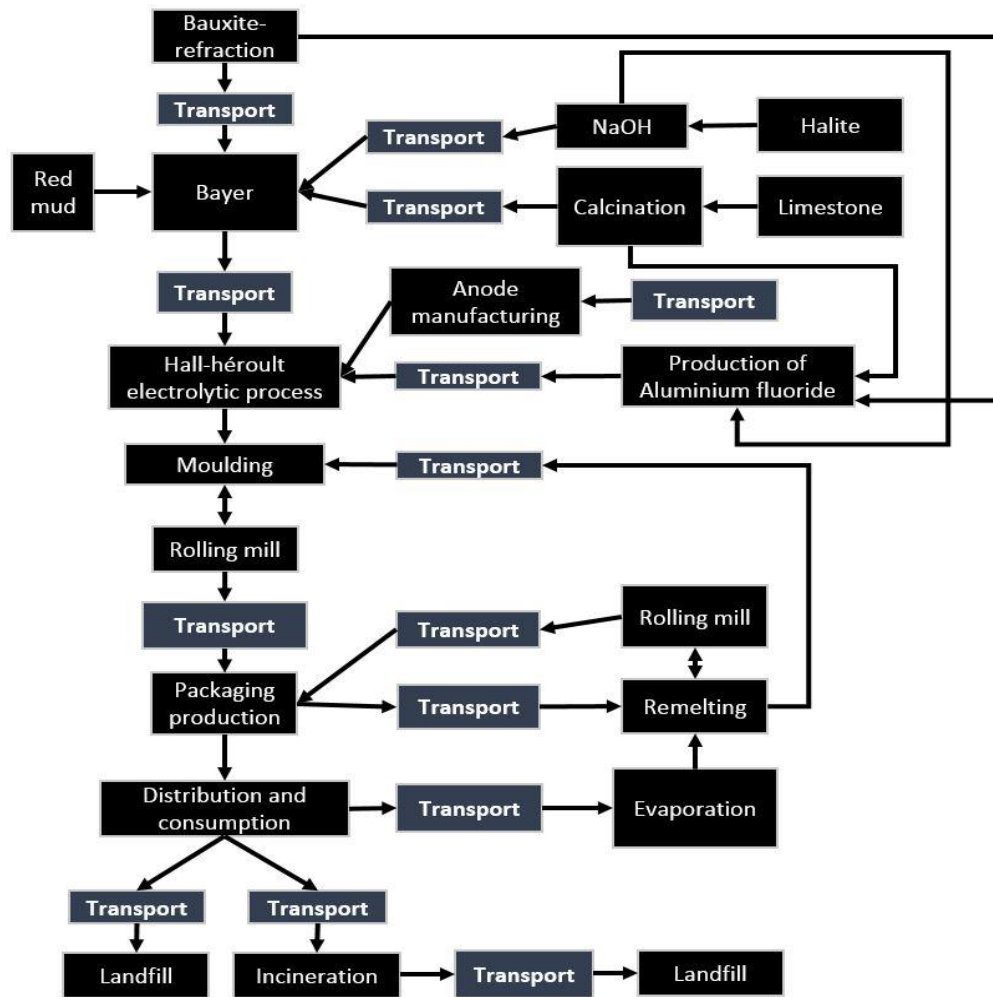 Bauxite-
refraction
Transport
Transport
NaOH
Halite
Red
mud
Bayer
Transport
Calcination
Limestone
Transport
Anode
manufacturing
Transport
Hall-héroult
electrolytic process
Transport
Production of
Aluminium fluoride
Moulding
Transport
Rolling mill
Transport
Transport
Rolling mill
Packaging
production
Transport
Remelting
Distribution and
consumption
Transport
Evaporation
Transport
Transport
Landfill
Incineration
Transport
Landfill